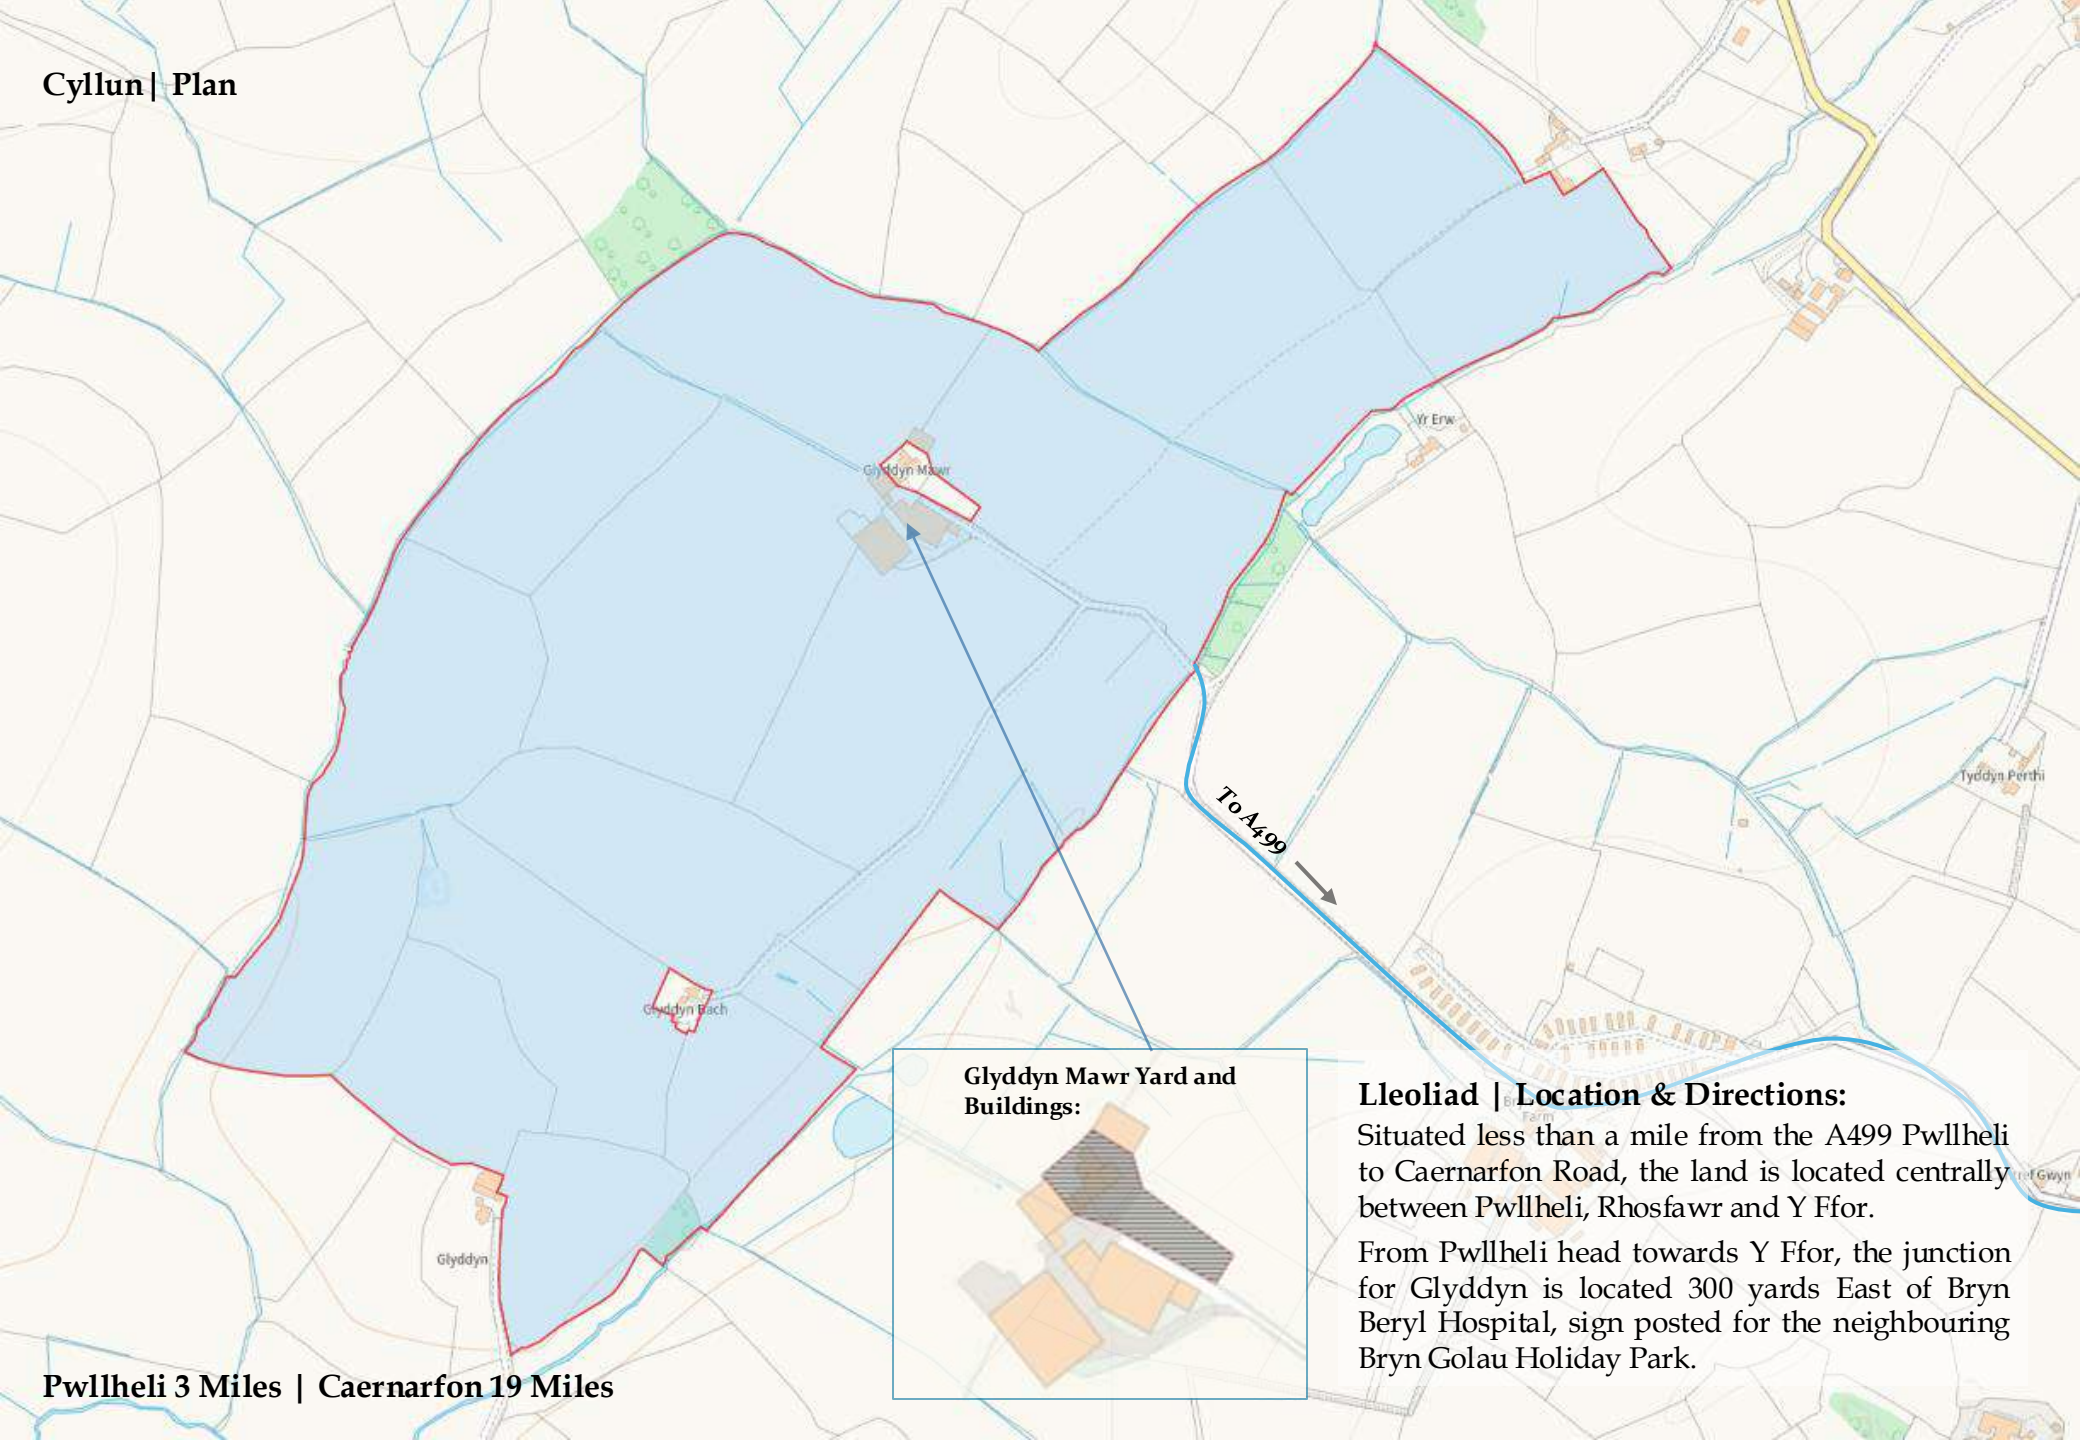 Cyllun| Plan
Yr Erw
Glyddyn Mawr
Tyddyn Perthi
To A499
Glyddyn Bach
Glyddyn Mawr Yard and
Buildings:
Lleoliad | Location & Directions:
Farm
Situated less than a mile from the A499 Pwllheli
to Caernarfon Road, the land is located centrally
between Pwllheli, Rhosfawr and Y Ffor.
Gwyn
From Pwllheli head towards Y Ffor, the junction
for Glyddyn is located 300 yards East of Bryn
Beryl Hospital, sign posted for the neighbouring
Bryn Golau Holiday Park.
Glyddyn
Pwllheli 3 Miles | Caernarfon 19 Miles